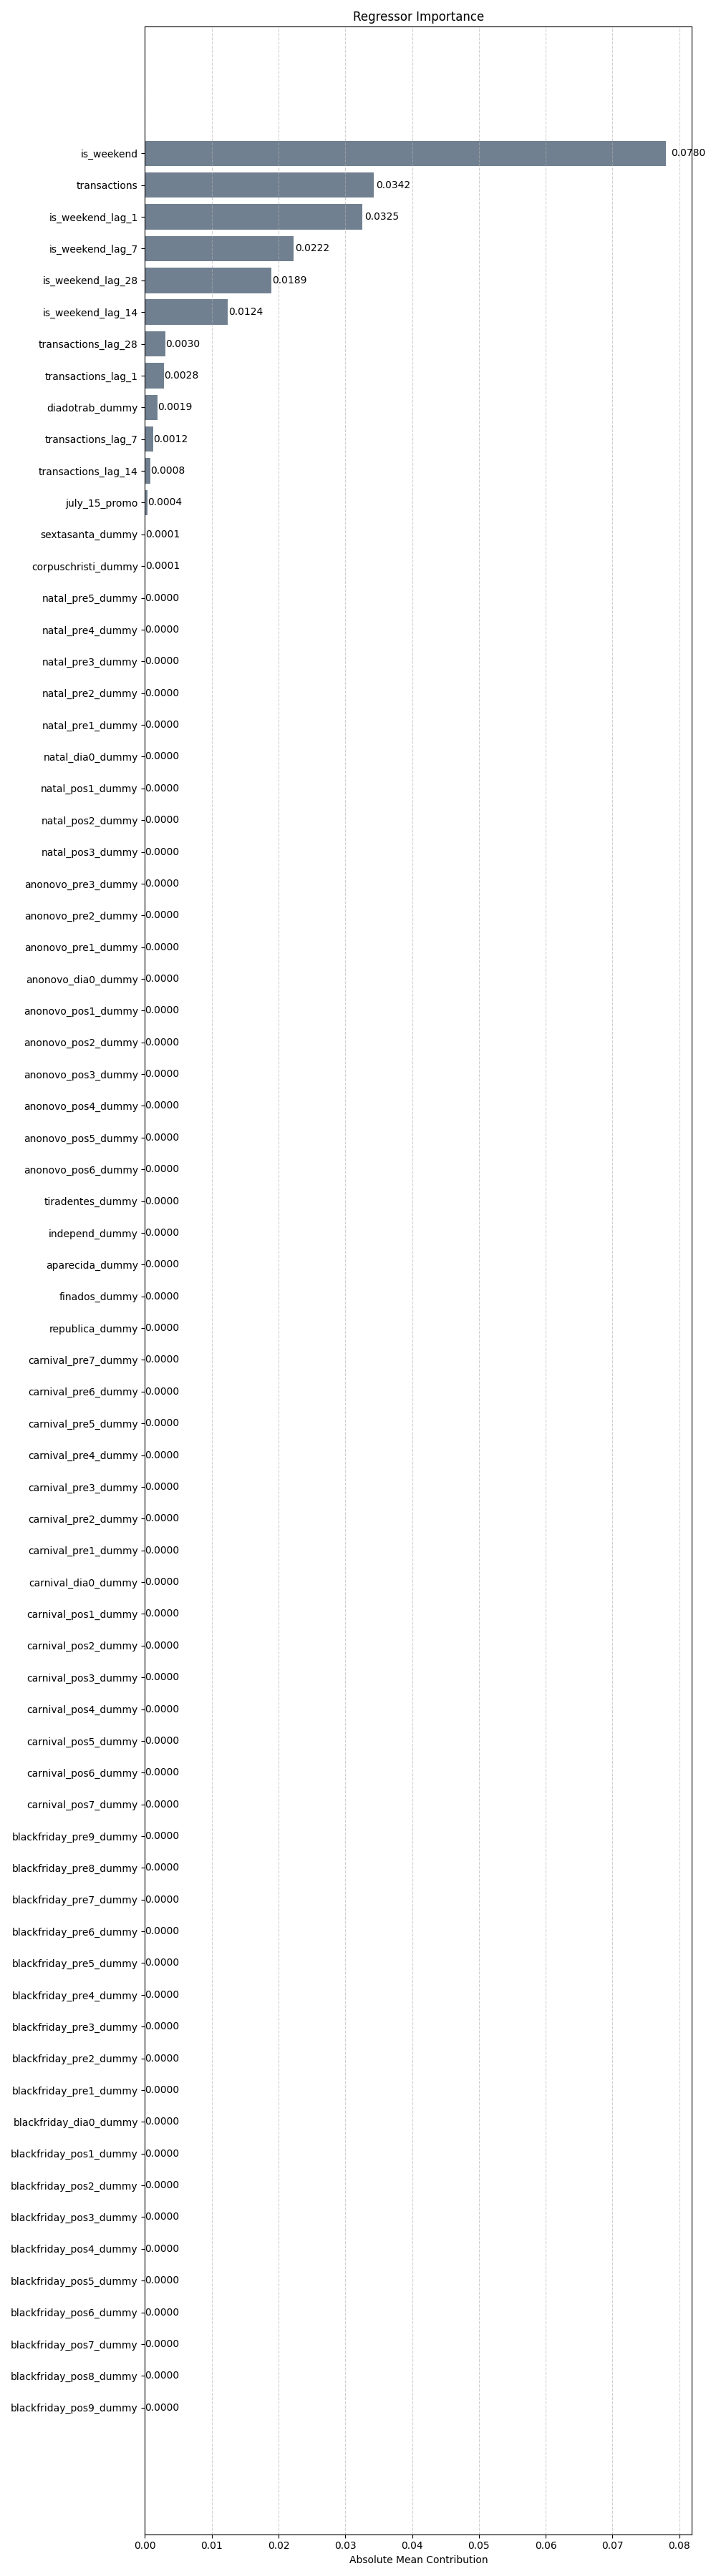 Regressor Importance
is_weekend 0.0780
transactions 0.0342
is_weekend_lag_1 0.0325
is_weekend_lag_7 0.0222
is_weekend_lag_28 0.0189
is_weekend_lag_14 0.0124
transactions_lag_28 0.0030
transactions_lag_1 0.0028
diadotrab_dummy 0.0019
transactions_lag_7 0.0012
transactions_lag_14 0.0008
july_15_promo 0.0004
sextasanta_dummy 0.0001
corpuschristi_dummy 0.0001
natal_pre5_dummy 0.0000
natal_pre4_dummy 0.0000
natal_pre3_dummy 0.0000
natal_pre2_dummy 0.0000
natal_pre1_dummy 0.0000
natal_dia0_dummy 0.0000
natal_pos1_dummy 0.0000
natal_pos2_dummy 0.0000
natal_pos3_dummy 0.0000
anonovo_pre3_dummy 0.0000
anonovo_pre2_dummy 0.0000
anonovo_pre1_dummy 0.0000
anonovo_dia0_dummy 0.0000
anonovo_pos1_dummy 0.0000
anonovo_pos2_dummy 0.0000
anonovo_pos3_dummy 0.0000
anonovo_pos4_dummy 0.0000
anonovo_pos5_dummy 0.0000
anonovo_pos6_dummy 0.0000
tiradentes_dummy 0.0000
independ_dummy 0.0000
aparecida_dummy 0.0000
finados_dummy 0.0000
republica_dummy 0.0000
carnival_pre7_dummy 0.0000
carnival_pre6_dummy 0.0000
carnival_pre5_dummy 0.0000
carnival_pre4_dummy 0.0000
carnival_pre3_dummy 0.0000
carnival_pre2_dummy 0.0000
carnival_pre1_dummy 0.0000
carnival_dia0_dummy 0.0000
carnival_pos1_dummy 0.0000
carnival_pos2_dummy 0.0000
carnival_pos3_dummy 0.0000
carnival_pos4_dummy 0.0000
carnival_pos5_dummy 0.0000
carnival_pos6_dummy 0.0000
carnival_pos7_dummy 0.0000
blackfriday_pre9_dummy 0.0000
blackfriday_pre8_dummy 0.0000
blackfriday_pre7_dummy 0.0000
blackfriday_pre6_dummy 0.0000
blackfriday_pre5_dummy 0.0000
blackfriday_pre4_dummy 0.0000
blackfriday_pre3_dummy 0.0000
blackfriday_pre2_dummy 0.0000
blackfriday_pre1_dummy 0.0000
blackfriday_dia0_dummy 0.0000
blackfriday_pos1_dummy 0.0000
blackfriday_pos2_dummy 0.0000
blackfriday_pos3_dummy 0.0000
blackfriday_pos4_dummy 0.0000
blackfriday_pos5_dummy 0.0000
blackfriday_pos6_dummy 0.0000
blackfriday_pos7_dummy 0.0000
blackfriday_pos8_dummy 0.0000
blackfriday_pos9_dummy 0.0000
0.00 0.01 0.02 0.03 0.04 0.05 0.06 0.07 0.08
Absolute Mean Contribution